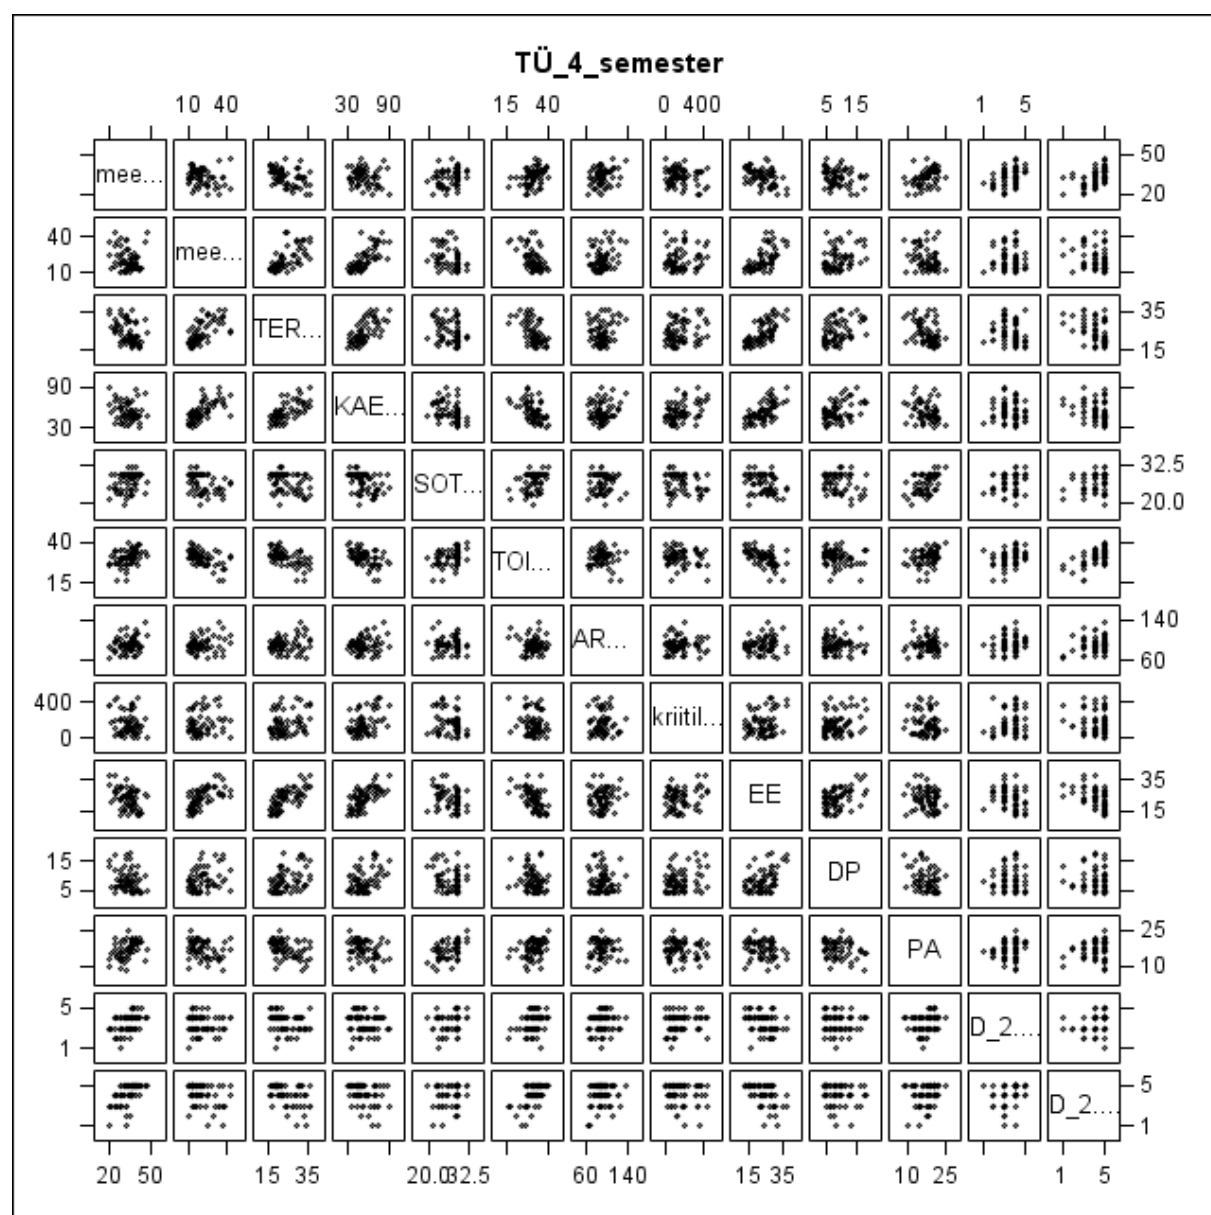 TÜ_4_semester
10 40 30 90 15 40 0 400 5 15 1 5
mee... 50
20
40
10 mee...
TER... 35
15
90
30 KAE...
SOT... 32.5
20.0
40
15 TOI...
AR... 140
60
400
0 kriitil...
EE 35
15
15
5 DP
PA 25
10
5
1 D_2....
D_2.... 5
1
20 50 15 35 20.032.5 60 140 15 35 10 25 1 5